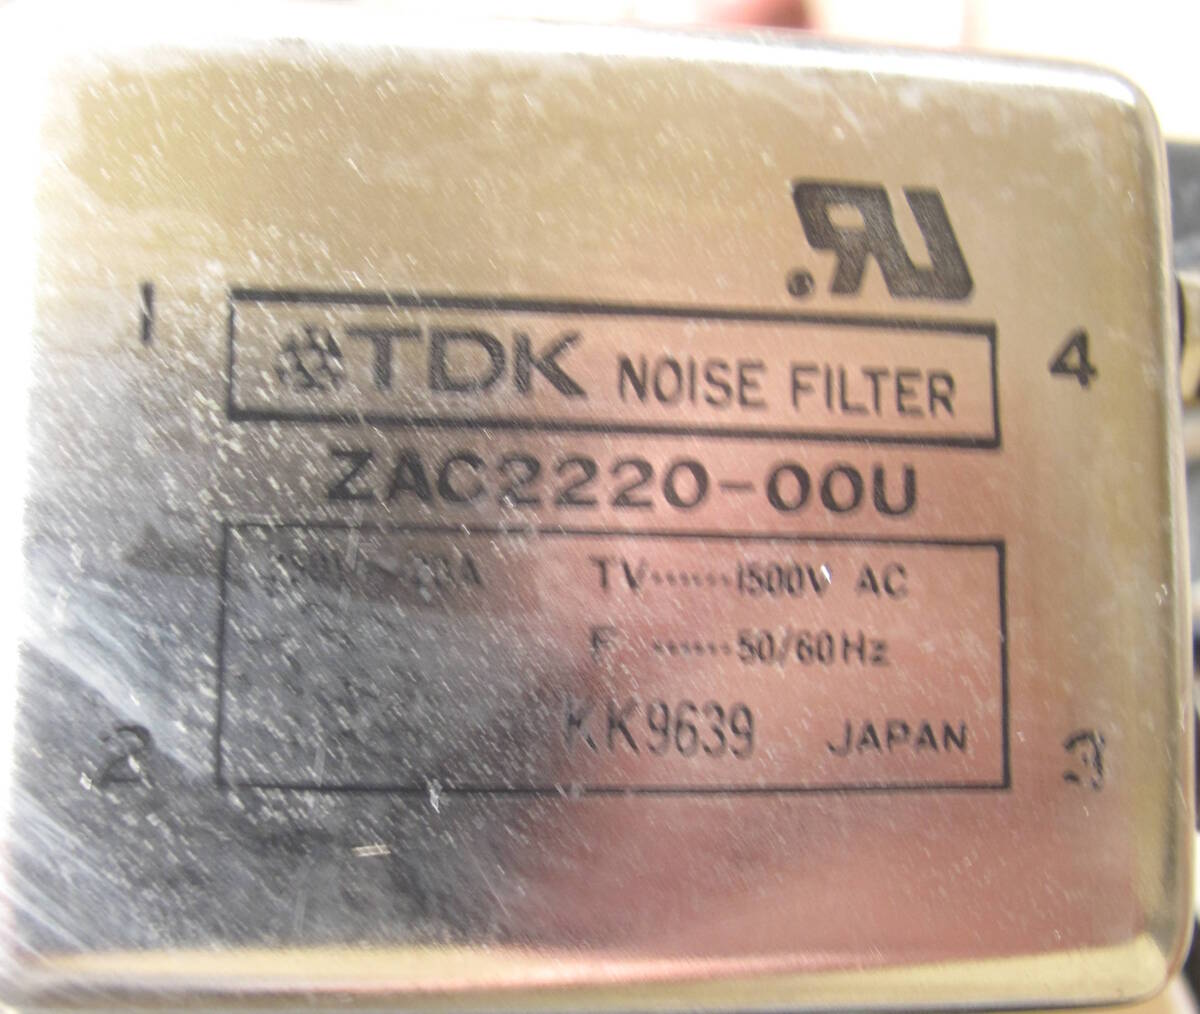 1
TDK NOISE FILTER
4
ZAC2220-00U
TV·······1500V AC
F ······50/60Hz
KK9639 JAPAN
2
3